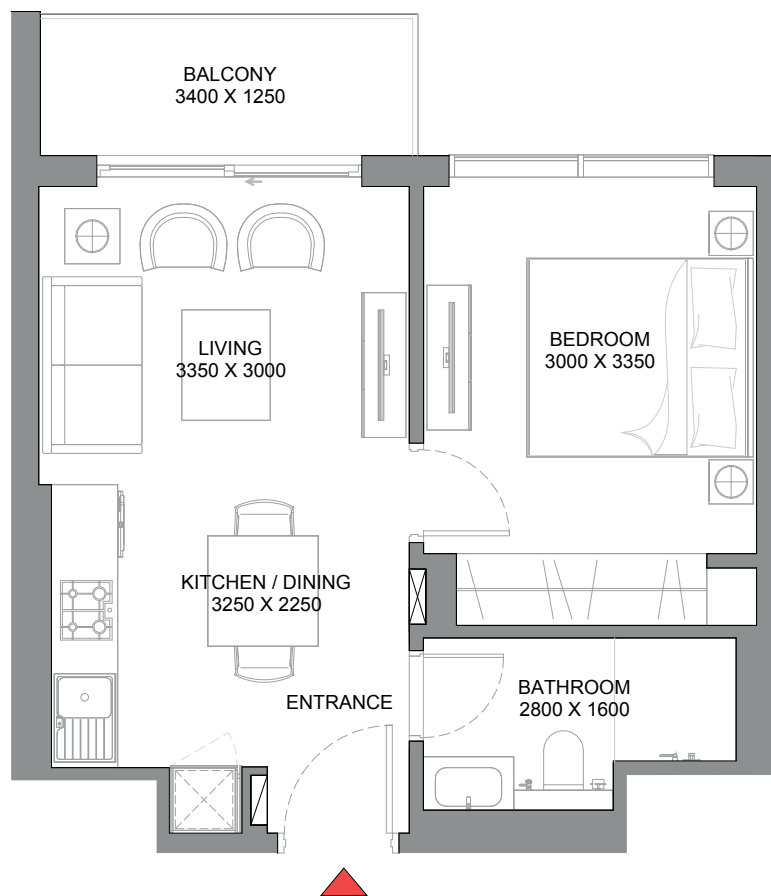 BALCONY
3400 X 1250
LIVING
3350 X 3000
BEDROOM
3000 X 3350
KITCHEN / DINING
3250 X 2250
ENTRANCE
BATHROOM
2800 X 1600